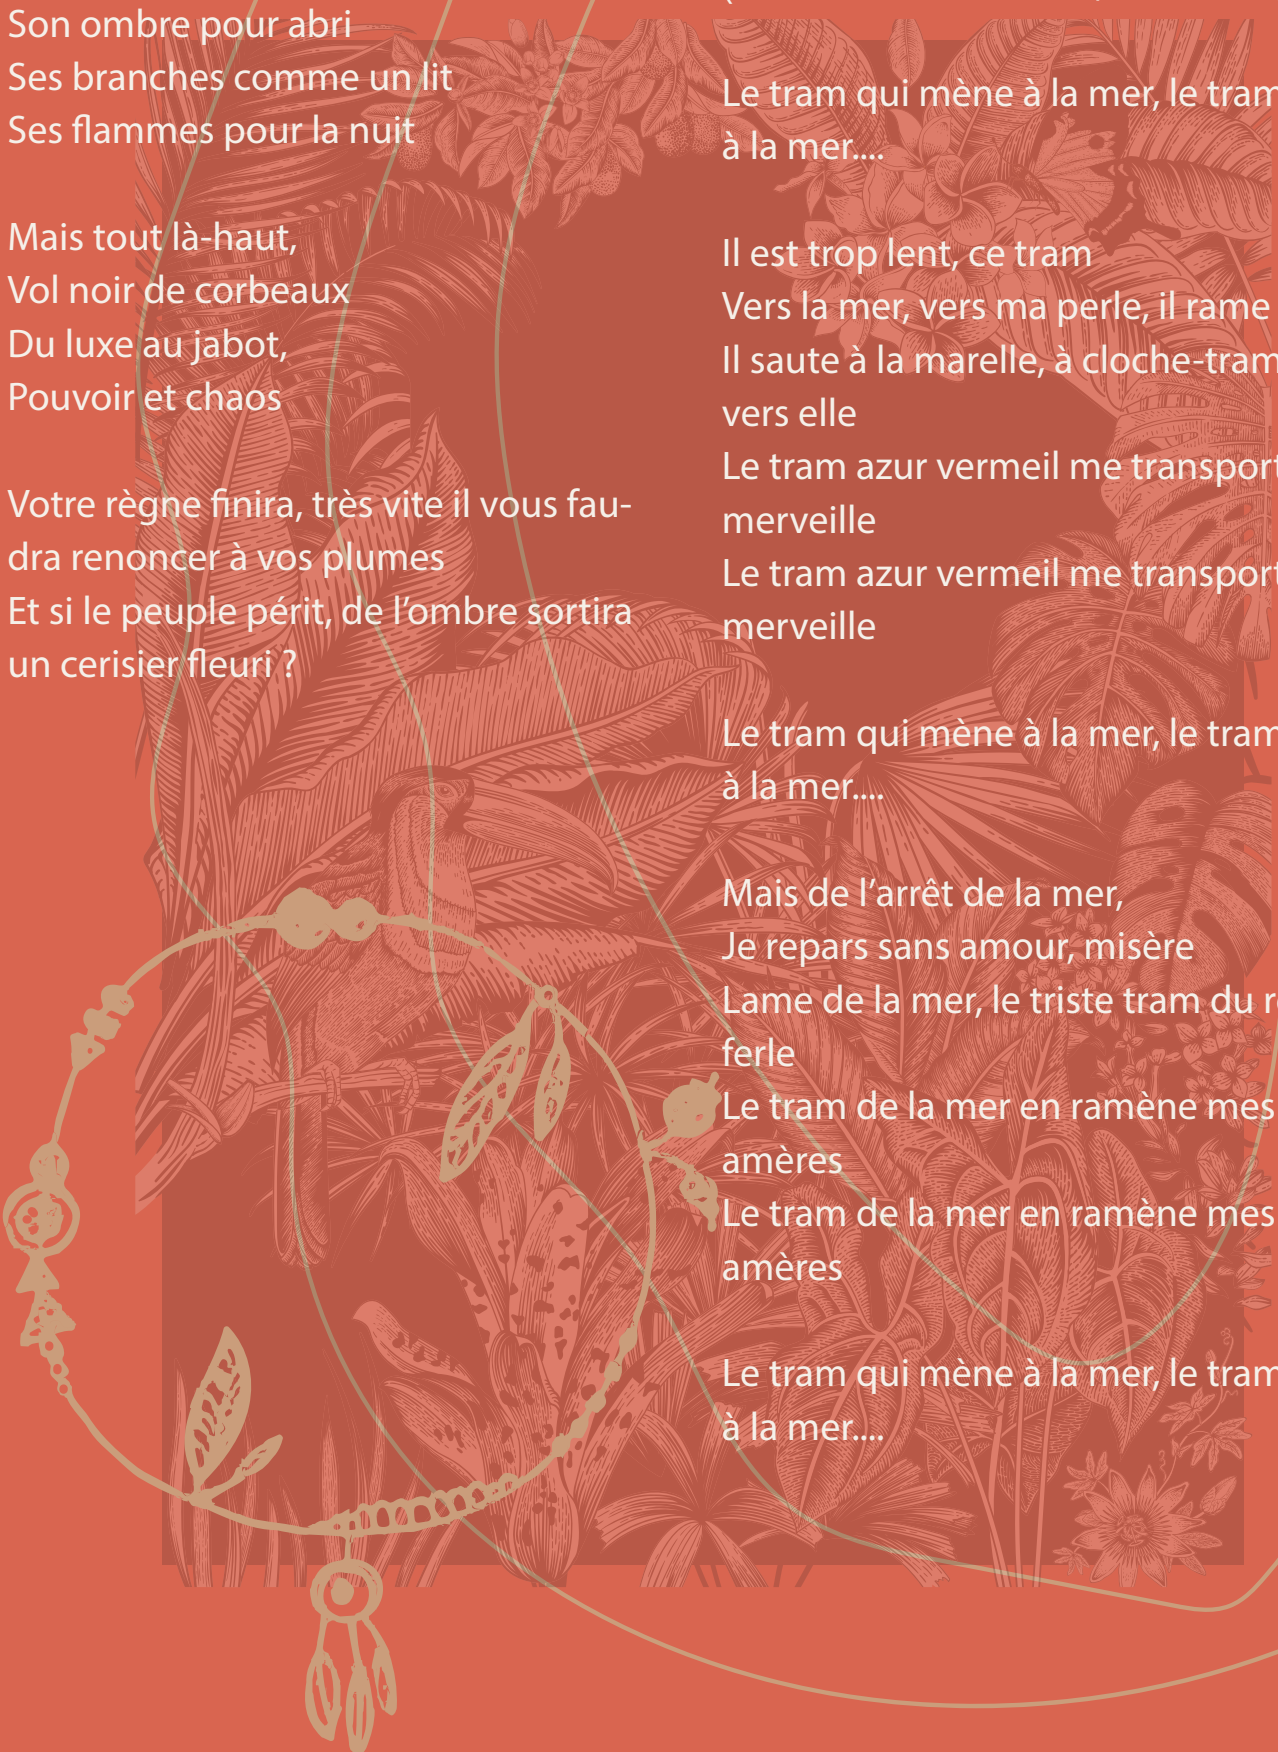 Son ombre pour abri
Ses branches comme un lit
Ses flammes pour la nuit
Mais tout là-haut,
Vol noir de corbeaux
Du luxe au jabot,
Pouvoir et chaos
Votre règne finira, très vite il vous fau-
dra renoncer à vos plumes
Et si le peuple périt, de l’ombre sortira
un cerisier fleuri ?
Le tram qui mène à la mer, le tram
à la mer....
Il est trop lent, ce tram
Vers la mer, vers ma perle, il rame
Il saute à la marelle, à cloche-tram
vers elle
Le tram azur vermeil me transport
merveille
Le tram azur vermeil me transport
merveille
Le tram qui mène à la mer, le tram
à la mer....
Mais de l’arrêt de la mer,
Je repars sans amour, misère
Lame de la mer, le triste tram du r
ferle
Le tram de la mer en ramène mes
amères
Le tram de la mer en ramène mes
amères
Le tram qui mène à la mer, le tram
à la mer....